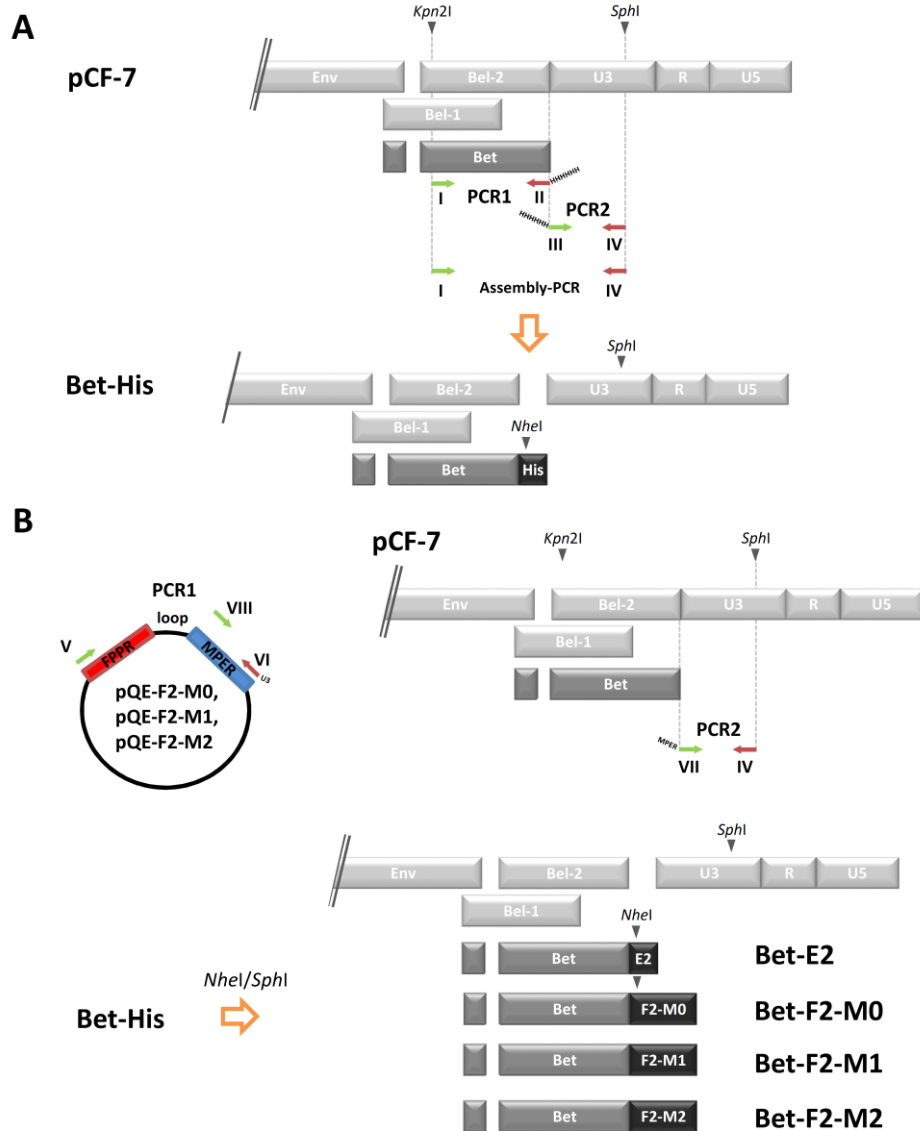 A
Kpn2I SphI
pCF-7
Env Bel-2 U3 R U5
Bel-1
Bet
HHHHHH
I PCR1 II
HHHHHH
PCR2
III IV
I Assembly-PCR IV
SphI
Bet-His
Env Bel-2 U3 R U5
Bel-1
NheI
Bet His
B
pCF-7
Kpn2I SphI
PCR1
loop
VIII
V
FPPR
MPER
VI
U3
pQE-F2-M0,
pQE-F2-M1,
pQE-F2-M2
Env Bel-2 U3 R U5
Bel-1
Bet
PCR2
MPER
VII IV
SphI
Env Bel-2 U3 R U5
Bel-1
NheI
Bet E2 Bet-E2
NheI/SphI
Bet-His
Bet F2-M0 Bet-F2-M0
Bet F2-M1 Bet-F2-M1
Bet F2-M2 Bet-F2-M2